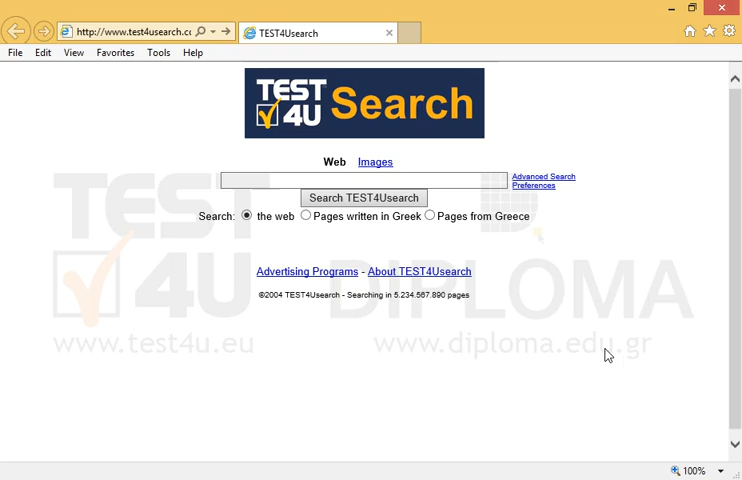 http://www.test4usearch.cc
TEST4Usearch
File Edit View Favorites Tools Help
TEST 4U Search
Web Images
Advanced Search
Preferences
Search TEST4Usearch
Search: the web Pages written in Greek Pages from Greece
Advertising Programs - About TEST4Usearch
©2004 TEST4Usearch - Searching in 5.234.567.890 pages
TEST 4U DIPLOMA
www.test4u.eu www.diploma.edu.gr
100%